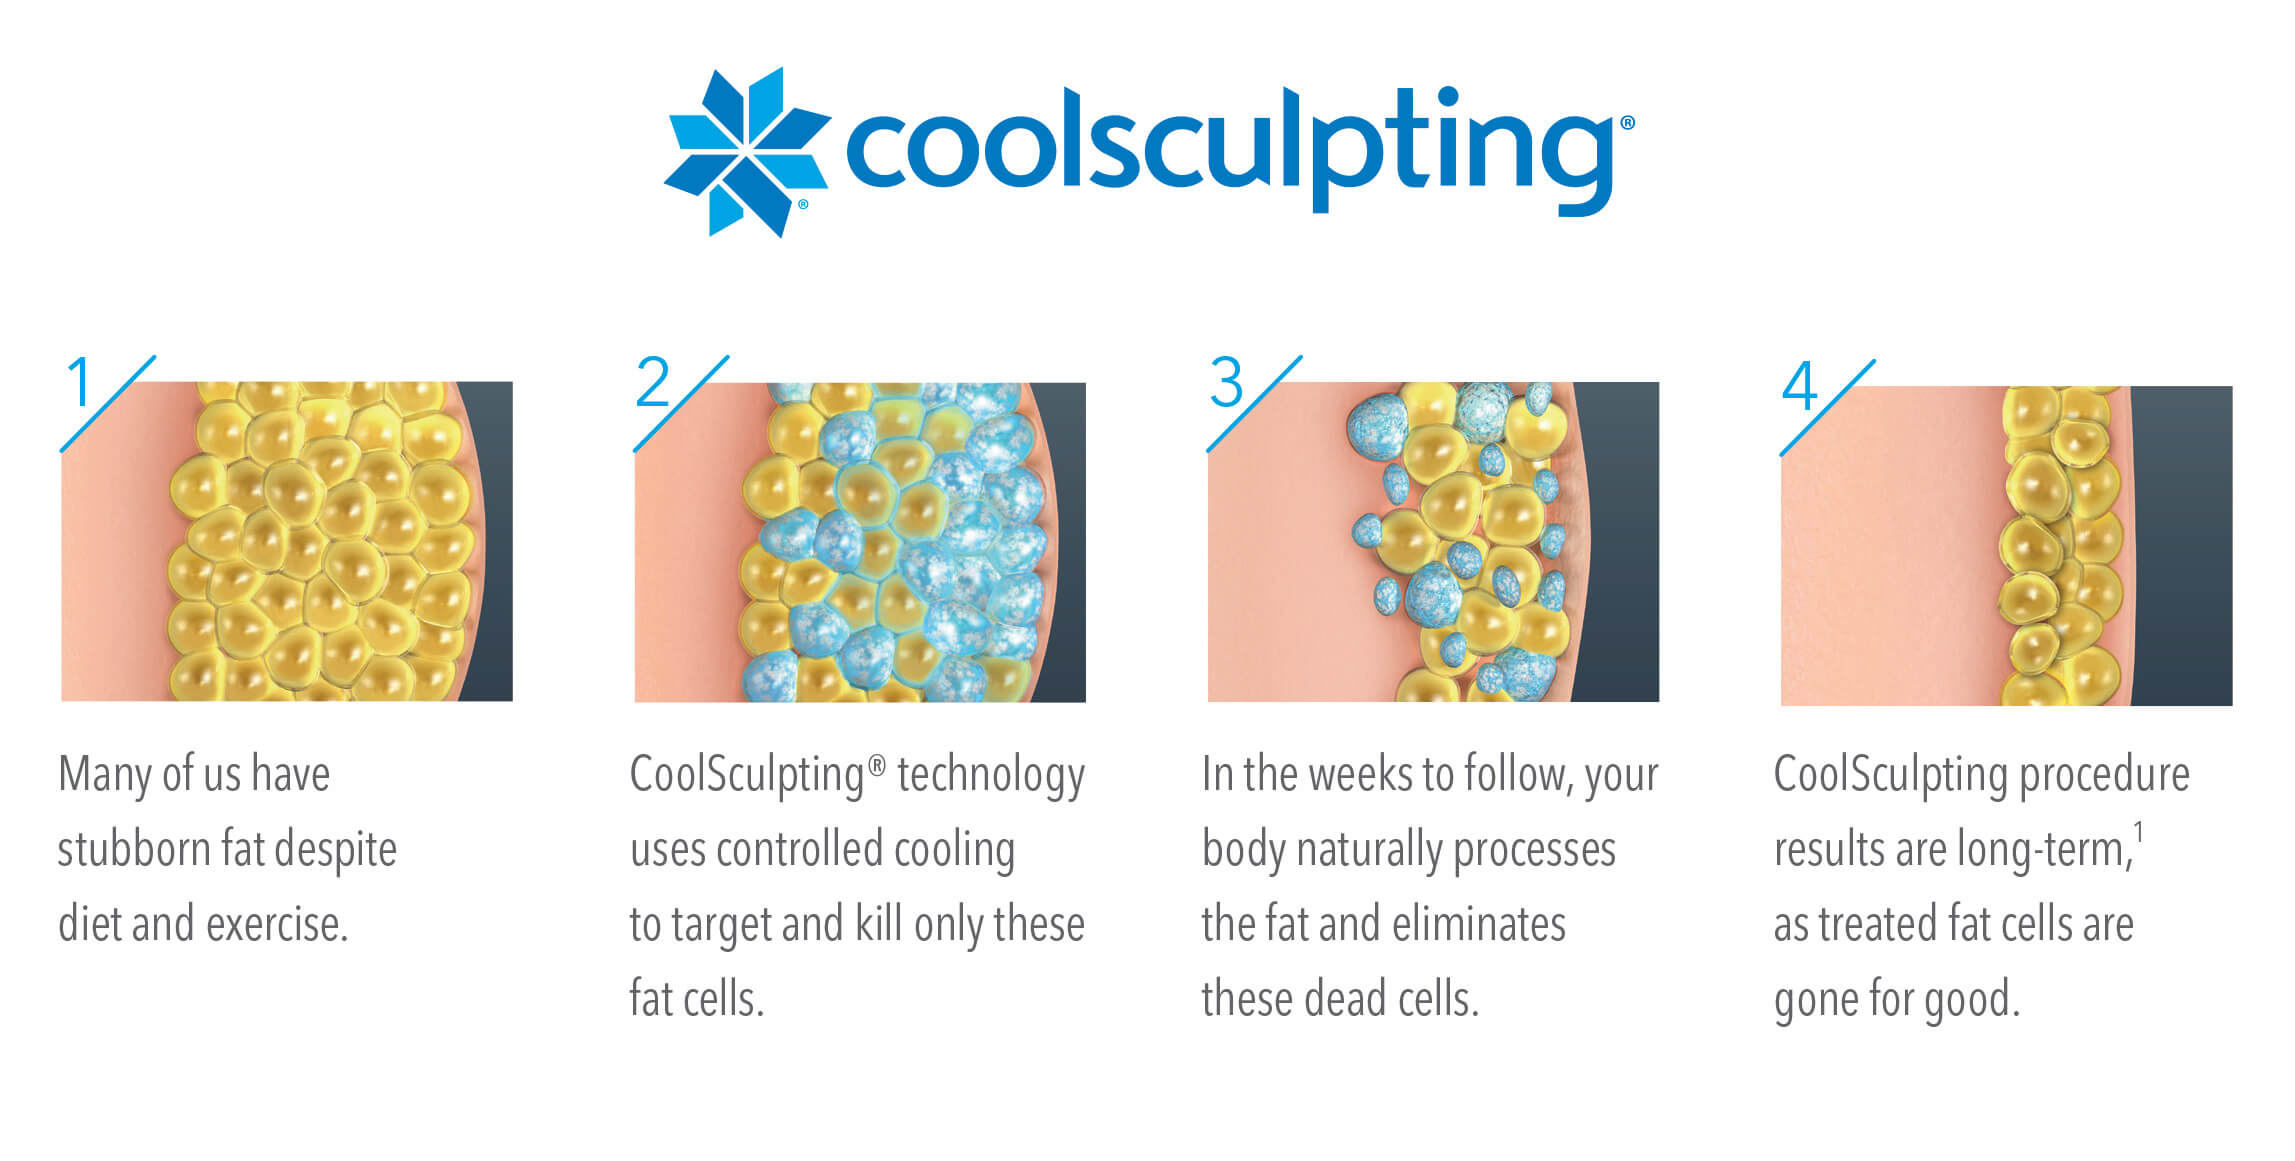 coolsculpting®
®
1
Many of us have
stubborn fat despite
diet and exercise.
2
CoolSculpting® technology
uses controlled cooling
to target and kill only these
fat cells.
3
In the weeks to follow, your
body naturally processes
the fat and eliminates
these dead cells.
4
CoolSculpting procedure
results are long-term,¹
as treated fat cells are
gone for good.